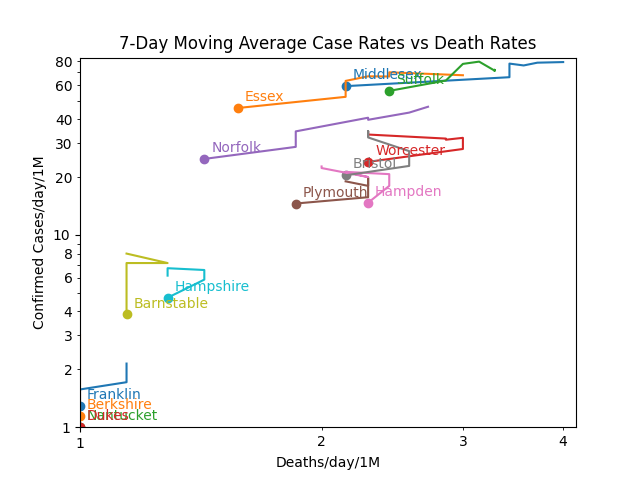 7-Day Moving Average Case Rates vs Death Rates
80
60
40
30
20
10
8
6
4
3
2
1
Confirmed Cases/day/1M
Middlesex
Suffolk
Essex
Norfolk
Worcester
Bristol
Plymouth
Hampden
Hampshire
Barnstable
Franklin
Berkshire
Nantucket
Dukes
1
2
3
4
Deaths/day/1M